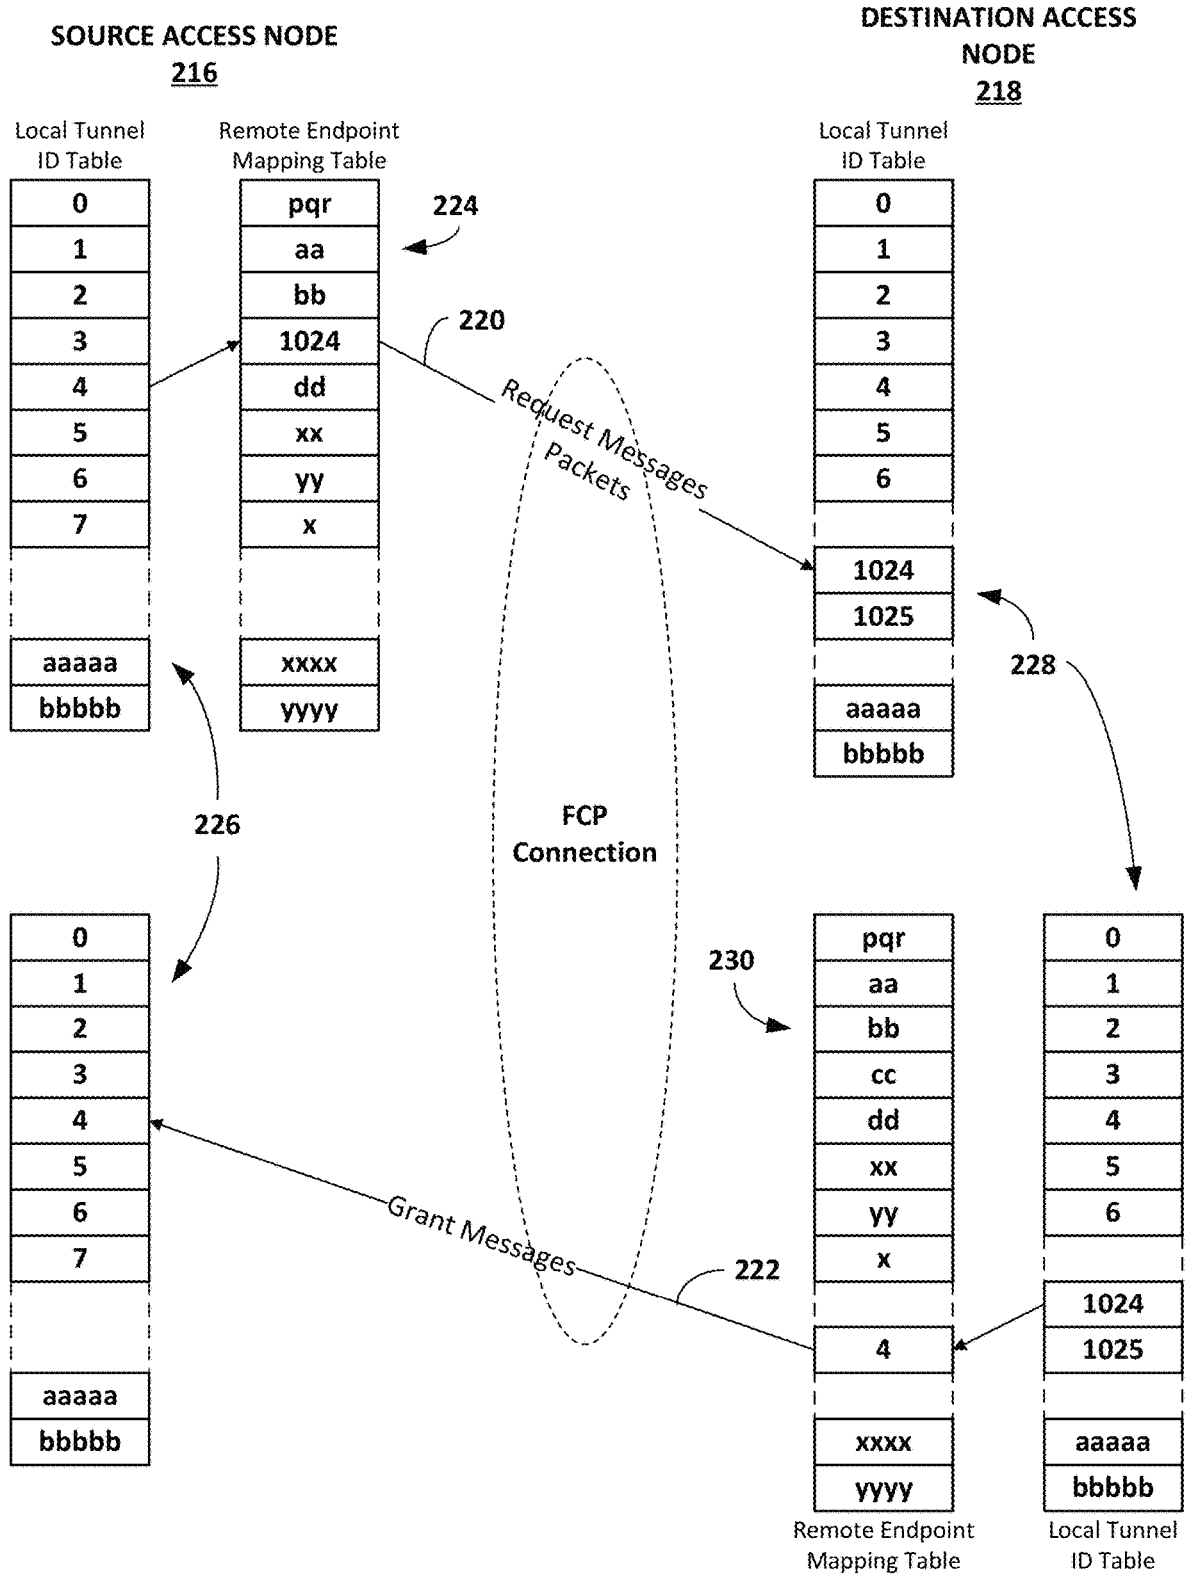 SOURCE ACCESS NODE
216
DESTINATION ACCESS
NODE
218
Local Tunnel
ID Table
0
1
2
3
4
5
6
7
aaaaa
bbbbb
Remote Endpoint
Mapping Table
pqr
aa
bb
1024
dd
xx
yy
x
xxxx
yyyy
224
220
Request Messages
Packets
Local Tunnel
ID Table
0
1
2
3
4
5
6
1024
1025
aaaaa
bbbbb
228
226
FCP
Connection
0
1
2
3
4
5
6
7
aaaaa
bbbbb
Grant Messages
222
230
pqr
aa
bb
cc
dd
xx
yy
x
4
xxxx
yyyy
Remote Endpoint
Mapping Table
0
1
2
3
4
5
6
1024
1025
aaaaa
bbbbb
Local Tunnel
ID Table